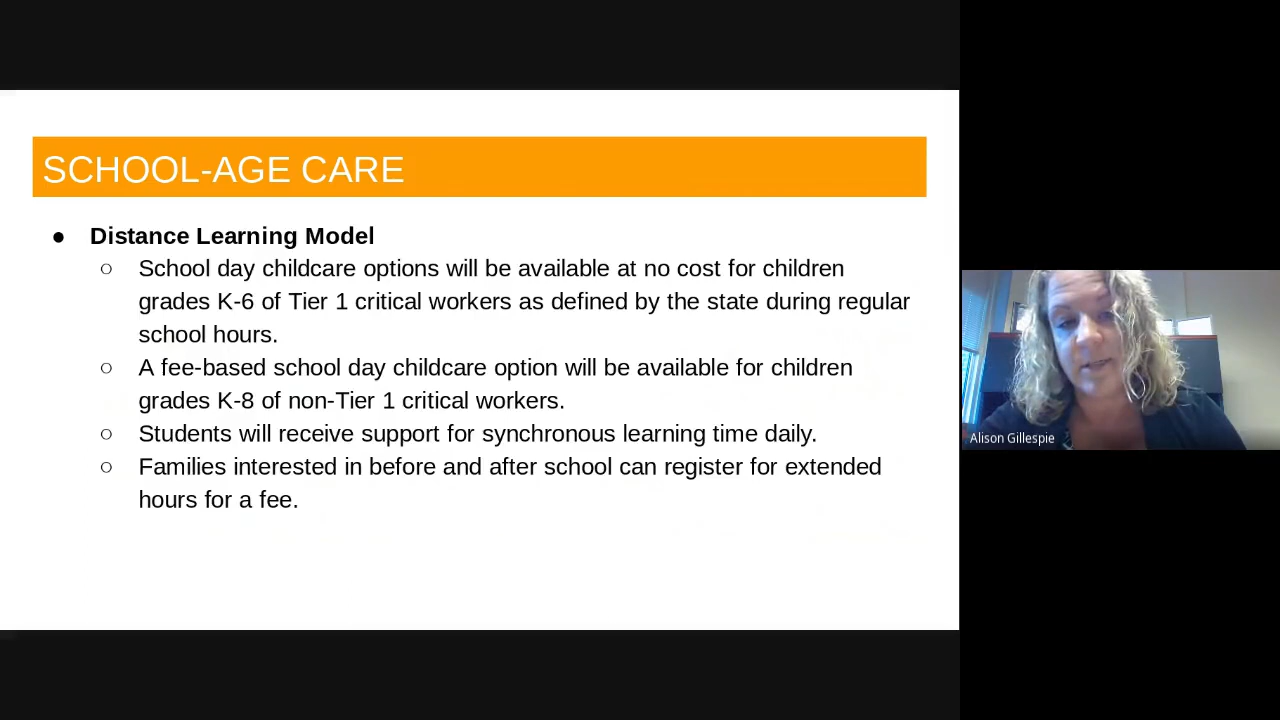 SCHOOL-AGE CARE
● Distance Learning Model
○ School day childcare options will be available at no cost for children
grades K-6 of Tier 1 critical workers as defined by the state during regular
school hours.
○ A fee-based school day childcare option will be available for children
grades K-8 of non-Tier 1 critical workers.
○ Students will receive support for synchronous learning time daily.
○ Families interested in before and after school can register for extended
hours for a fee.
Alison Gillespie